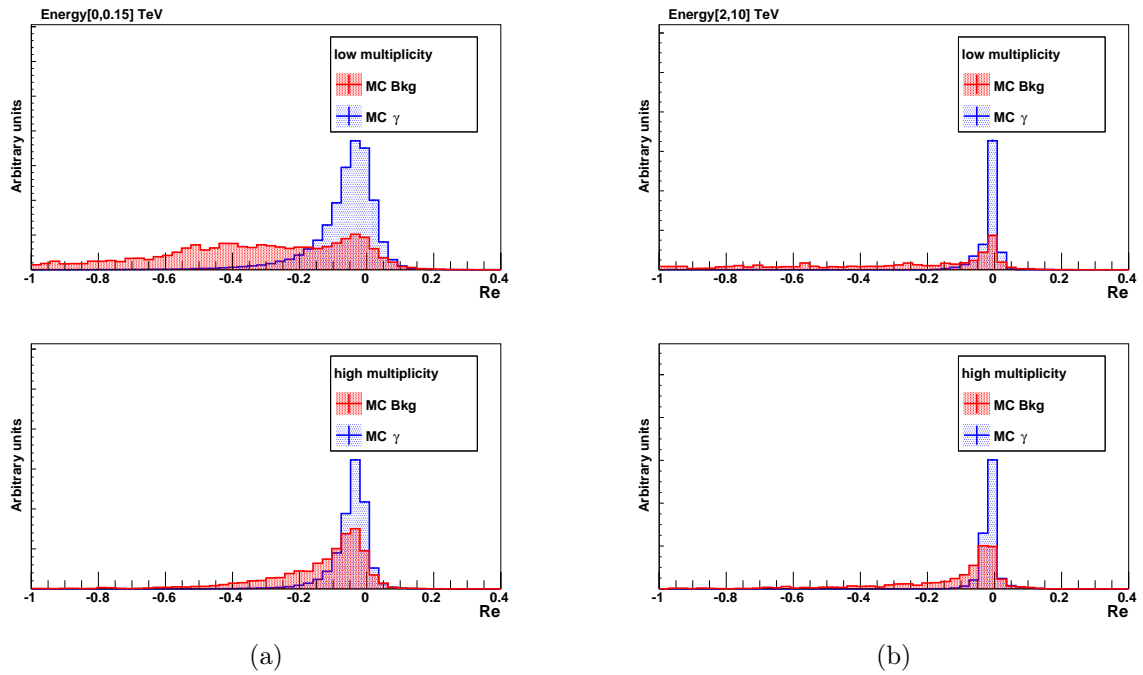 Energy[0,0.15] TeV
Arbitrary units
low multiplicity
MC Bkg
MC γ
-1 -0.8 -0.6 -0.4 -0.2 0 0.2 0.4
Re
Energy[2,10] TeV
Arbitrary units
low multiplicity
MC Bkg
MC γ
-1 -0.8 -0.6 -0.4 -0.2 0 0.2 0.4
Re
Arbitrary units
high multiplicity
MC Bkg
MC γ
-1 -0.8 -0.6 -0.4 -0.2 0 0.2 0.4
Re
Arbitrary units
high multiplicity
MC Bkg
MC γ
-1 -0.8 -0.6 -0.4 -0.2 0 0.2 0.4
Re
(a)
(b)